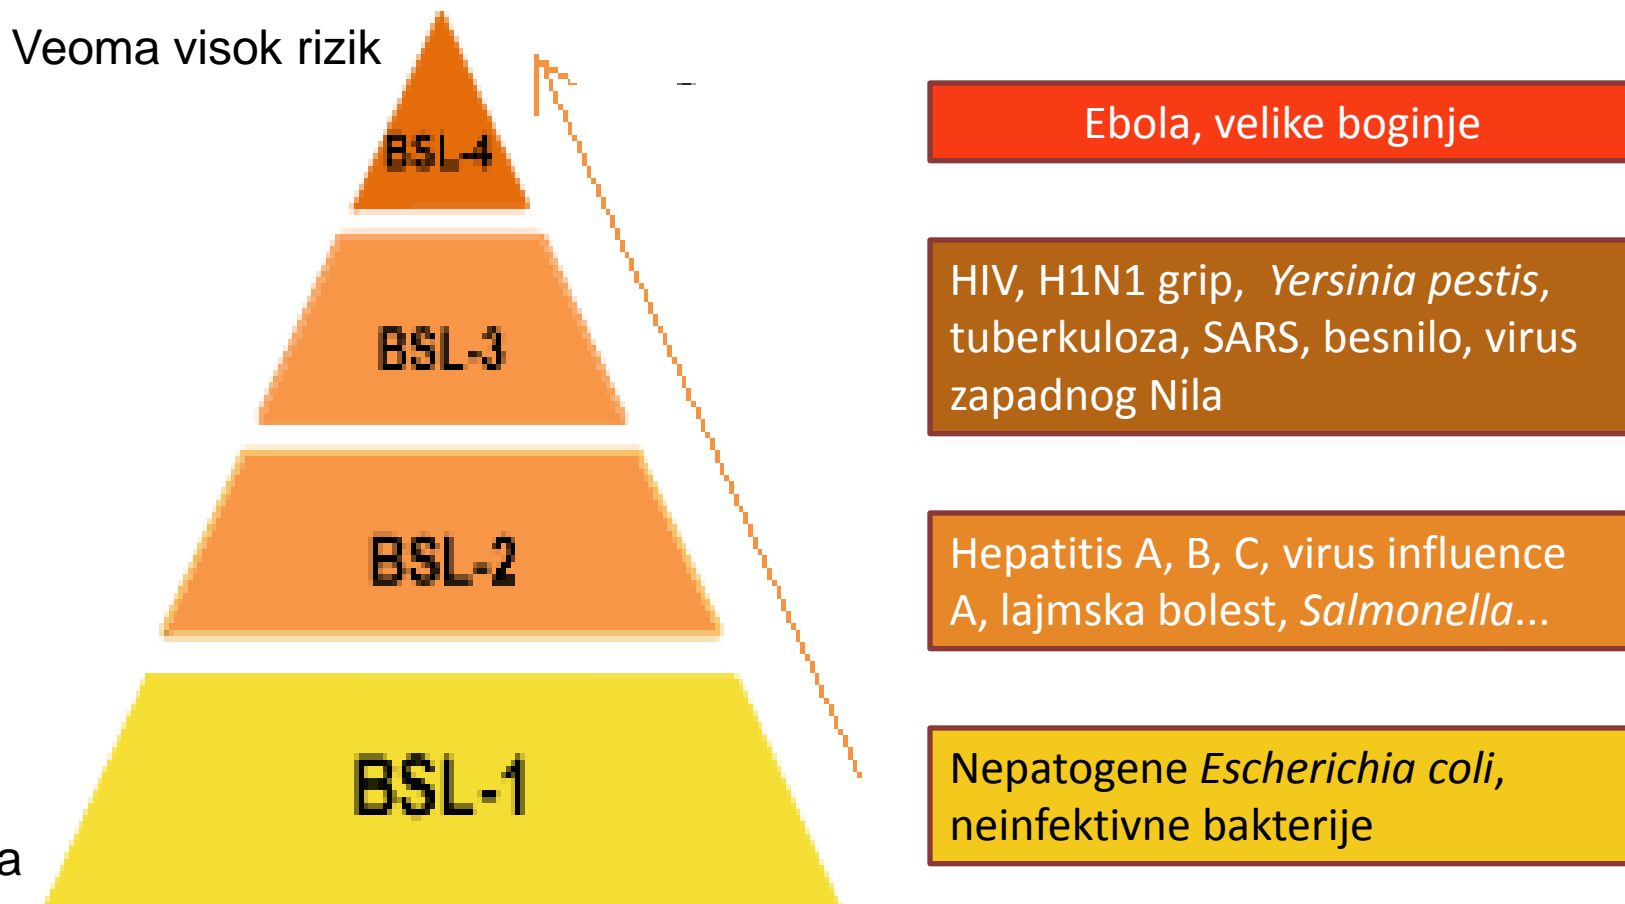 Veoma visok rizik
BSL-4
Ebola, velike boginje
BSL-3
HIV, H1N1 grip, Yersinia pestis,
tuberkuloza, SARS, besnilo, virus
zapadnog Nila
BSL-2
Hepatitis A, B, C, virus influence
A, lajmska bolest, Salmonella...
BSL-1
Nepatogene Escherichia coli,
neinfektivne bakterije
a